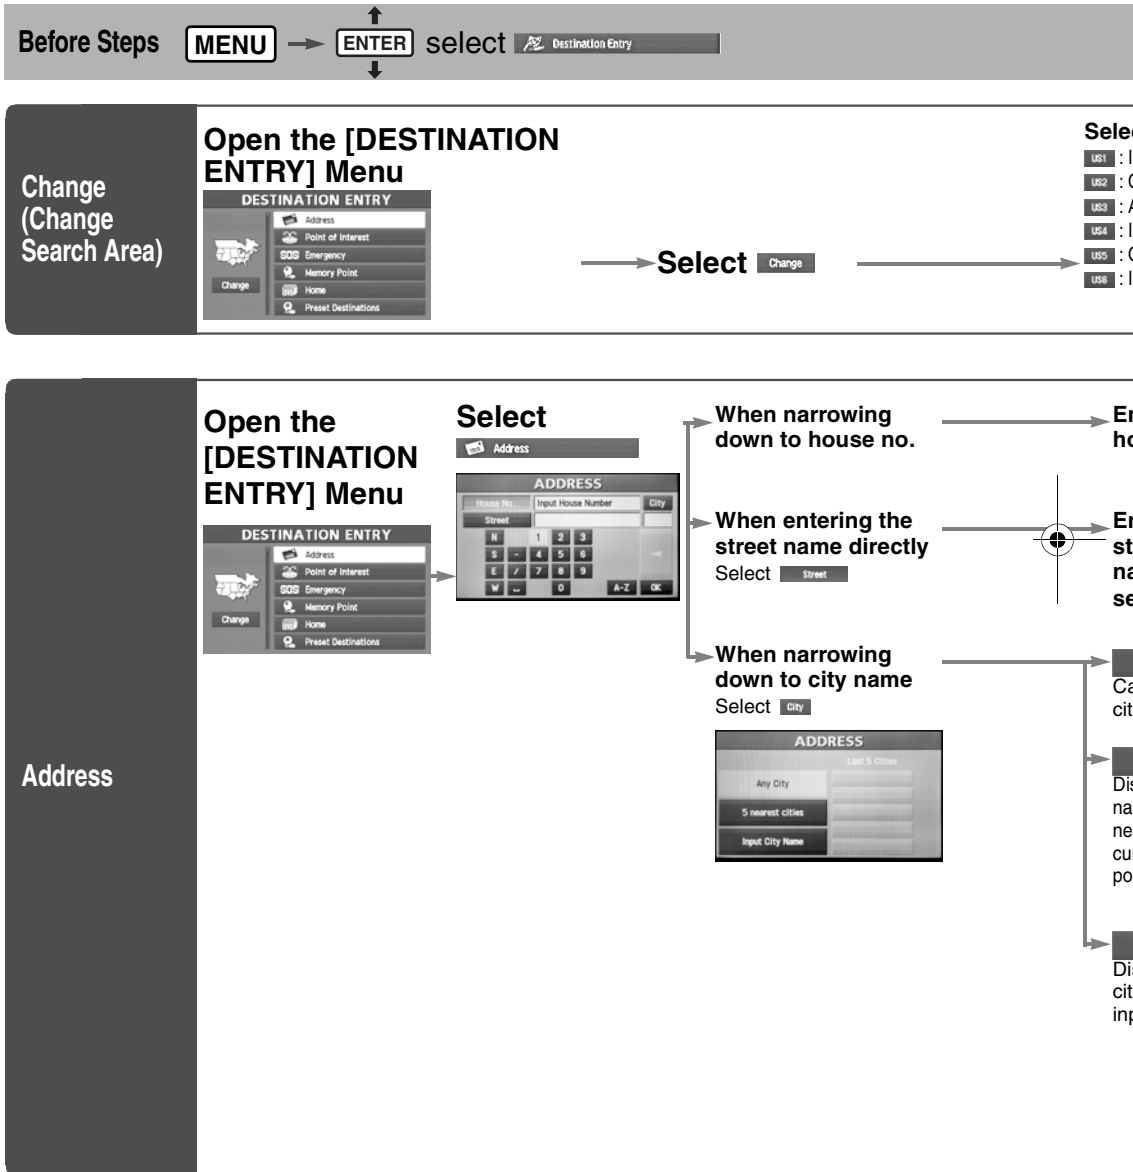 Before Steps MENU ENTER select Destination Entry
Change
(Change
Search Area)
Open the [DESTINATION
ENTRY] Menu
DESTINATION ENTRY
Address
Point of Interest
SOS Emergency
Memory Point
Change
Home
Preset Destinations
Select Change
US1 : I
US2 : C
US3 : A
US4 : I
US5 : C
US6 : I
Address
Open the
[DESTINATION
ENTRY] Menu
DESTINATION ENTRY
Address
Point of Interest
SOS Emergency
Memory Point
Change
Home
Preset Destinations
Select
Address
ADDRESS
House No. Input House Number City
Street
N 1 2 3
S - 4 5 6
E / 7 8 9
W 0 A-Z OK
When narrowing
down to house no.
When entering the
street name directly
Select Street
When narrowing
down to city name
Select City
ADDRESS
Last 5 Cities
Any City
5 nearest cities
Input City Name